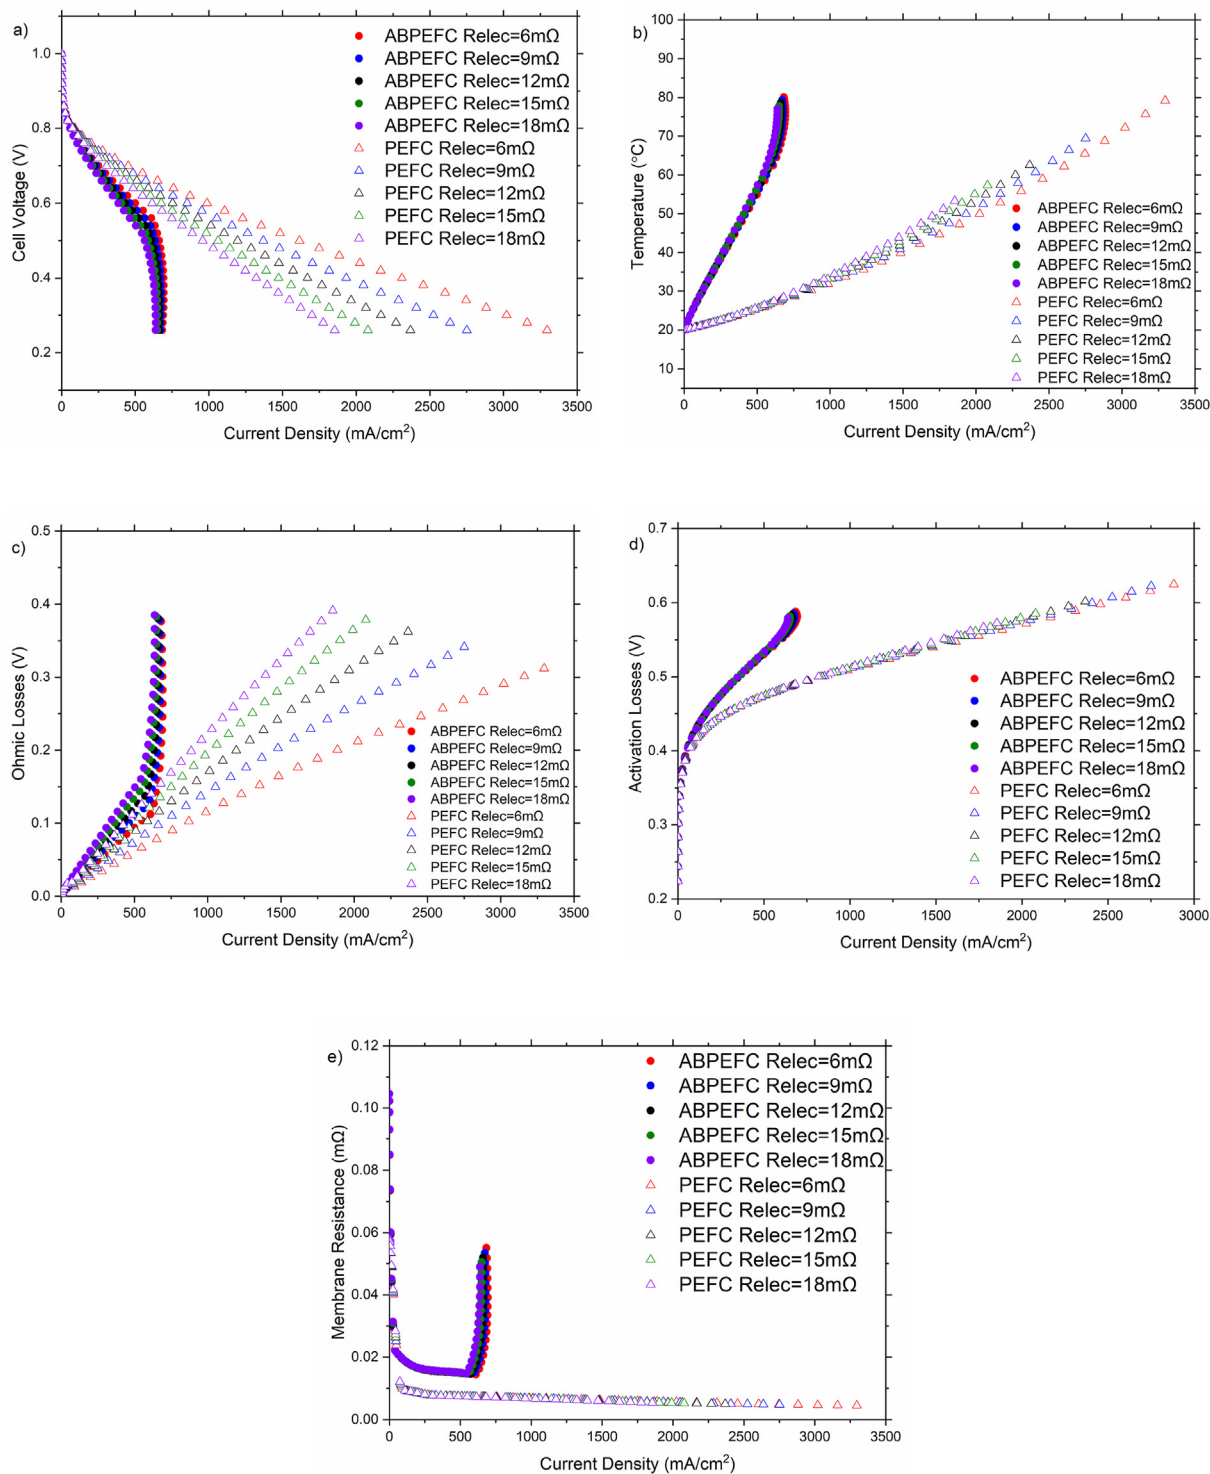 a)
Cell Voltage (V)
1.0
0.8
0.6
0.4
0.2
0
500
1000
1500
2000
2500
3000
3500
Current Density (mA/cm²)
ABPEFC Relec=6mΩ
ABPEFC Relec=9mΩ
ABPEFC Relec=12mΩ
ABPEFC Relec=15mΩ
ABPEFC Relec=18mΩ
PEFC Relec=6mΩ
PEFC Relec=9mΩ
PEFC Relec=12mΩ
PEFC Relec=15mΩ
PEFC Relec=18mΩ
b)
Temperature (°C)
100
90
80
70
60
50
40
30
20
10
0
500
1000
1500
2000
2500
3000
3500
Current Density (mA/cm²)
ABPEFC Relec=6mΩ
ABPEFC Relec=9mΩ
ABPEFC Relec=12mΩ
ABPEFC Relec=15mΩ
ABPEFC Relec=18mΩ
PEFC Relec=6mΩ
PEFC Relec=9mΩ
PEFC Relec=12mΩ
PEFC Relec=15mΩ
PEFC Relec=18mΩ
c)
Ohmic Losses (V)
0.5
0.4
0.3
0.2
0.1
0.0
0
500
1000
1500
2000
2500
3000
3500
Current Density (mA/cm²)
ABPEFC Relec=6mΩ
ABPEFC Relec=9mΩ
ABPEFC Relec=12mΩ
ABPEFC Relec=15mΩ
ABPEFC Relec=18mΩ
PEFC Relec=6mΩ
PEFC Relec=9mΩ
PEFC Relec=12mΩ
PEFC Relec=15mΩ
PEFC Relec=18mΩ
d)
Activation Losses (V)
0.7
0.6
0.5
0.4
0.3
0.2
0
500
1000
1500
2000
2500
3000
Current Density (mA/cm²)
ABPEFC Relec=6mΩ
ABPEFC Relec=9mΩ
ABPEFC Relec=12mΩ
ABPEFC Relec=15mΩ
ABPEFC Relec=18mΩ
PEFC Relec=6mΩ
PEFC Relec=9mΩ
PEFC Relec=12mΩ
PEFC Relec=15mΩ
PEFC Relec=18mΩ
e)
Membrane Resistance (mΩ)
0.12
0.10
0.08
0.06
0.04
0.02
0.00
0
500
1000
1500
2000
2500
3000
3500
Current Density (mA/cm²)
ABPEFC Relec=6mΩ
ABPEFC Relec=9mΩ
ABPEFC Relec=12mΩ
ABPEFC Relec=15mΩ
ABPEFC Relec=18mΩ
PEFC Relec=6mΩ
PEFC Relec=9mΩ
PEFC Relec=12mΩ
PEFC Relec=15mΩ
PEFC Relec=18mΩ